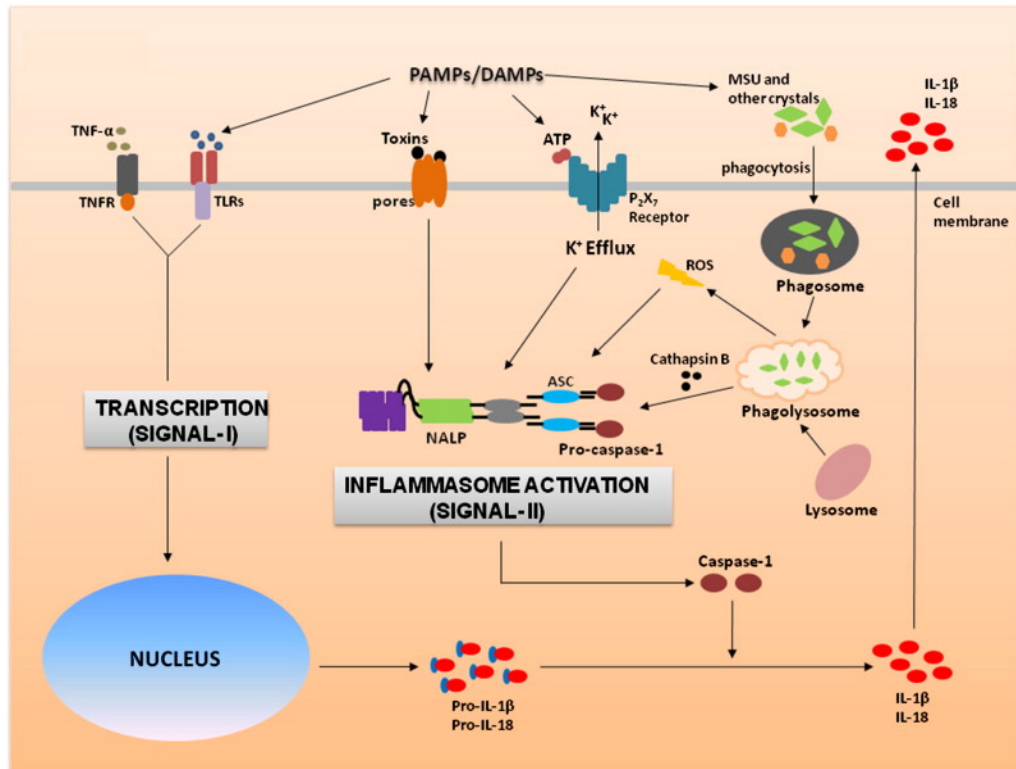 PAMPs/DAMPs
MSU and
other crystals
IL-1β
IL-18
K⁺
K⁺
TNF-α
Toxins
ATP
phagocytosis
TNFR
TLRs
pores
P₂X₇
Receptor
Cell
membrane
K⁺ Efflux
ROS
Phagosome
Cathapsin B
ASC
TRANSCRIPTION
(SIGNAL-I)
NALP
Pro-caspase-1
Phagolysosome
INFLAMMASOME ACTIVATION
(SIGNAL-II)
Lysosome
Caspase-1
NUCLEUS
Pro-IL-1β
Pro-IL-18
IL-1β
IL-18